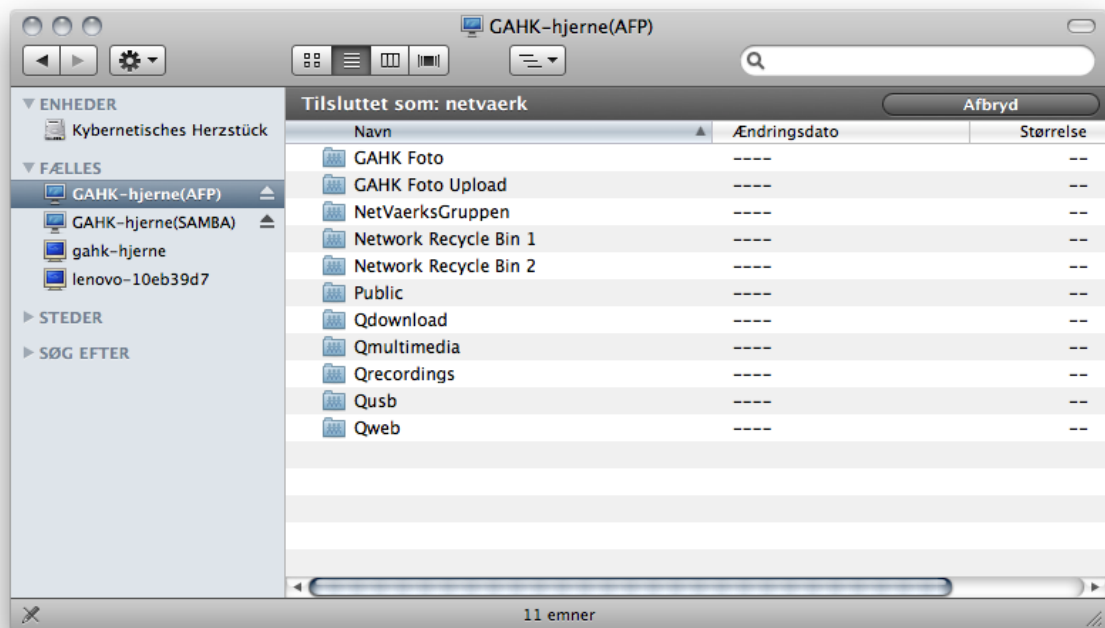 GAHK-hjerne(AFP)
ENHEDER
Kybernetisches Herzstück
FÆLLES
GAHK-hjerne(AFP)
GAHK-hjerne(SAMBA)
gahk-hjerne
lenovo-10eb39d7
STEDER
SØG EFTER
Tilsluttet som: netvaerk Afbryd
Navn Ændringsdato Størrelse
GAHK Foto ---- --
GAHK Foto Upload ---- --
NetVaerksGruppen ---- --
Network Recycle Bin 1 ---- --
Network Recycle Bin 2 ---- --
Public ---- --
Qdownload ---- --
Qmultimedia ---- --
Qrecordings ---- --
Qusb ---- --
Qweb ---- --
11 emner